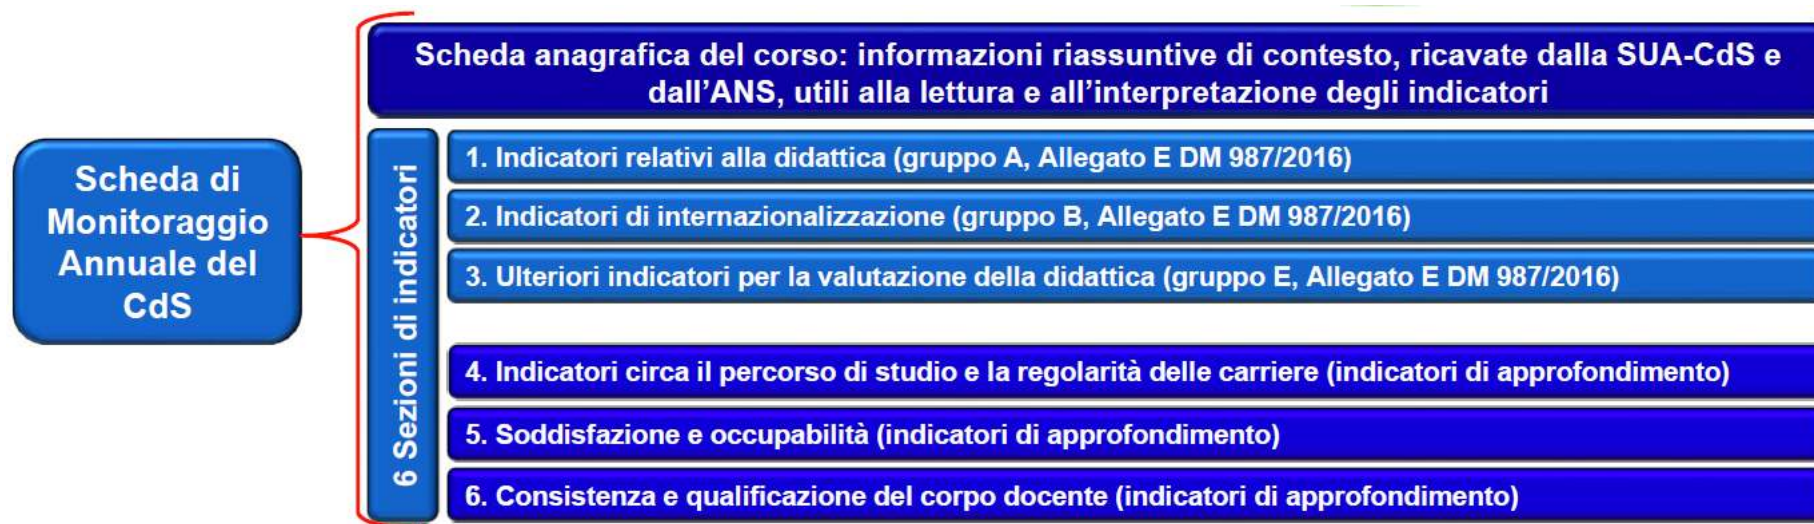 Scheda anagrafica del corso: informazioni riassuntive di contesto, ricavate dalla SUA-CdS e
dall'ANS, utili alla lettura e all'interpretazione degli indicatori
Scheda di
Monitoraggio
Annuale del
CdS
6 Sezioni di indicatori
1. Indicatori relativi alla didattica (gruppo A, Allegato E DM 987/2016)
2. Indicatori di internazionalizzazione (gruppo B, Allegato E DM 987/2016)
3. Ulteriori indicatori per la valutazione della didattica (gruppo E, Allegato E DM 987/2016)
4. Indicatori circa il percorso di studio e la regolarità delle carriere (indicatori di approfondimento)
5. Soddisfazione e occupabilità (indicatori di approfondimento)
6. Consistenza e qualificazione del corpo docente (indicatori di approfondimento)